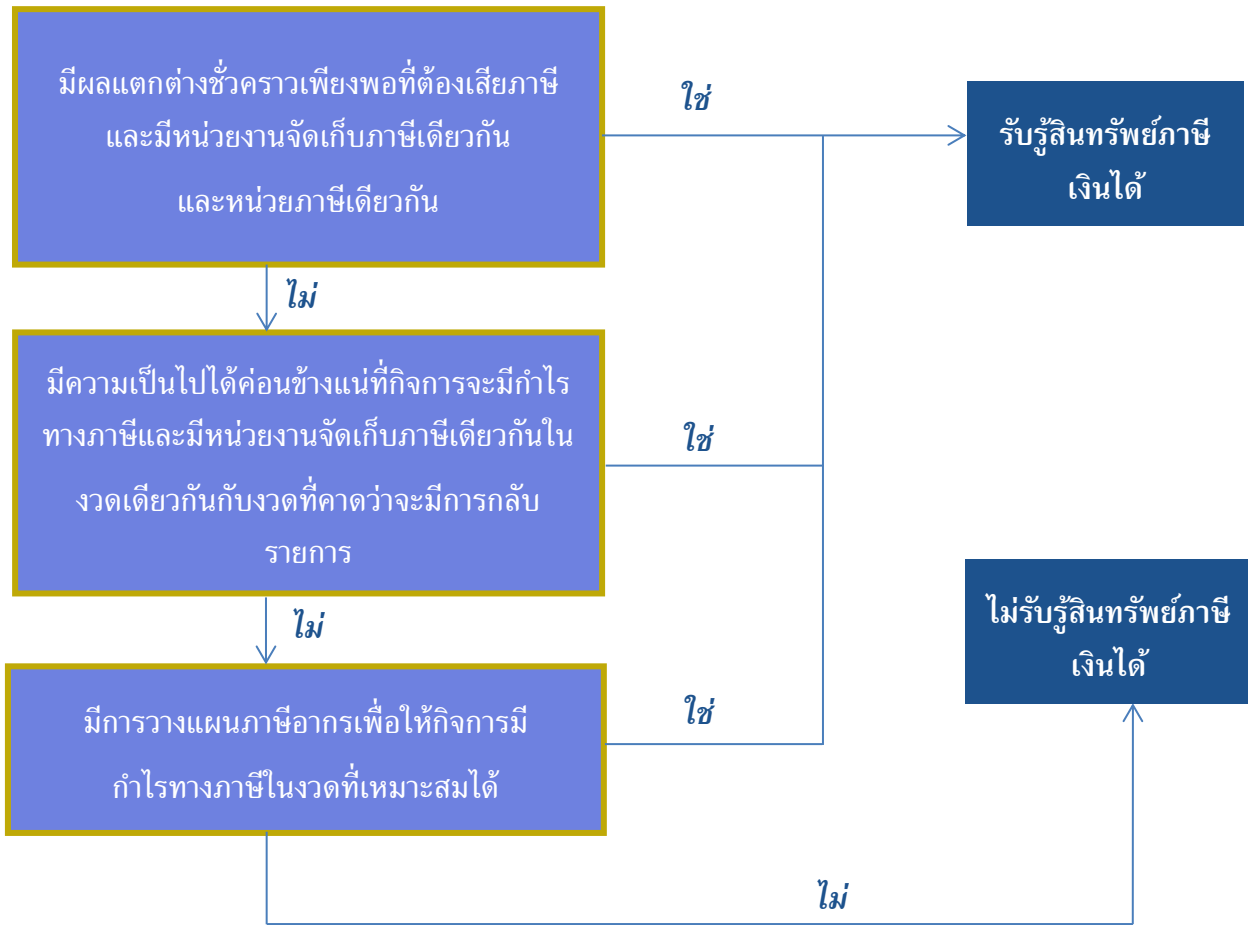 มีผลแตกต่างชั่วคราวเพียงพอที่ต้องเสียภาษี
และมีหน่วยงานจัดเก็บภาษีเดียวกัน
และหน่วยภาษีเดียวกัน
ใช่
รับรู้สินทรัพย์ภาษี
เงินได้
ไม่
มีความเป็นไปได้ค่อนข้างแน่ที่กิจการจะมีกำไร
ทางภาษีและมีหน่วยงานจัดเก็บภาษีเดียวกันใน
งวดเดียวกันกับงวดที่คาดว่าจะมีการกลับ
รายการ
ใช่
ไม่รับรู้สินทรัพย์ภาษี
เงินได้
ไม่
มีการวางแผนภาษีอากรเพื่อให้กิจการมี
กำไรทางภาษีในงวดที่เหมาะสมได้
ใช่
ไม่